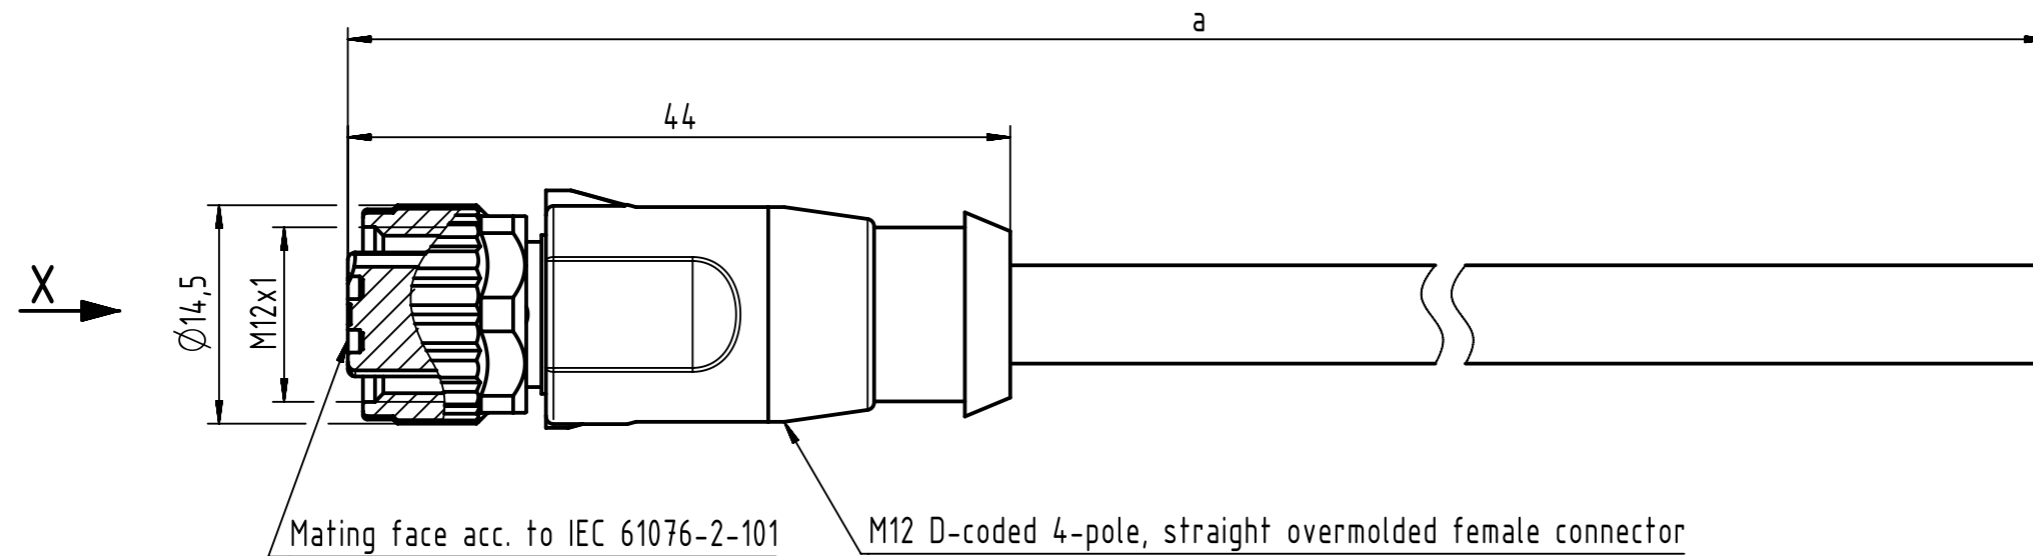 a
44
X
Ø14,5
M12x1
Mating face acc. to IEC 61076-2-101
M12 D-coded 4-pole, straight overmolded female connector